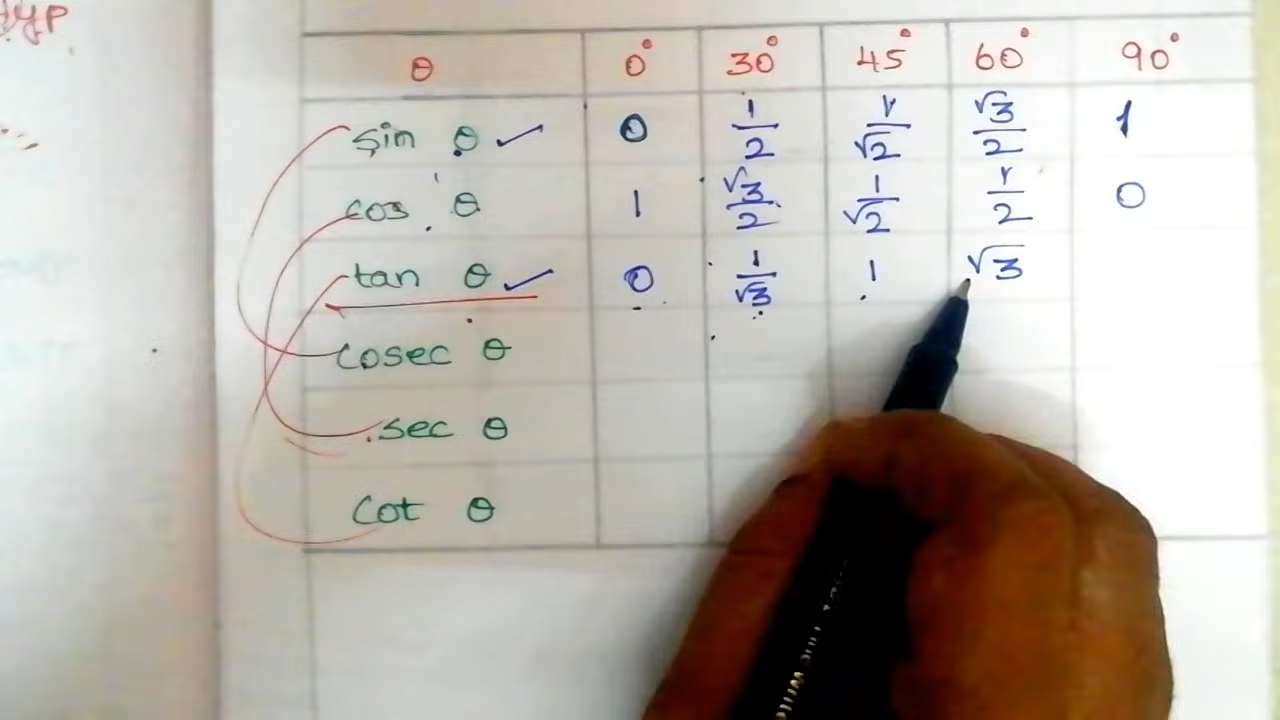 Hyp
θ 0° 30° 45° 60° 90°
sin θ ✓ 0 1/2 1/√2 √3/2 1
cos θ 1 √3/2 1/√2 1/2 0
tan θ ✓ 0 1/√3 1 √3
cosec θ
sec θ
cot θ